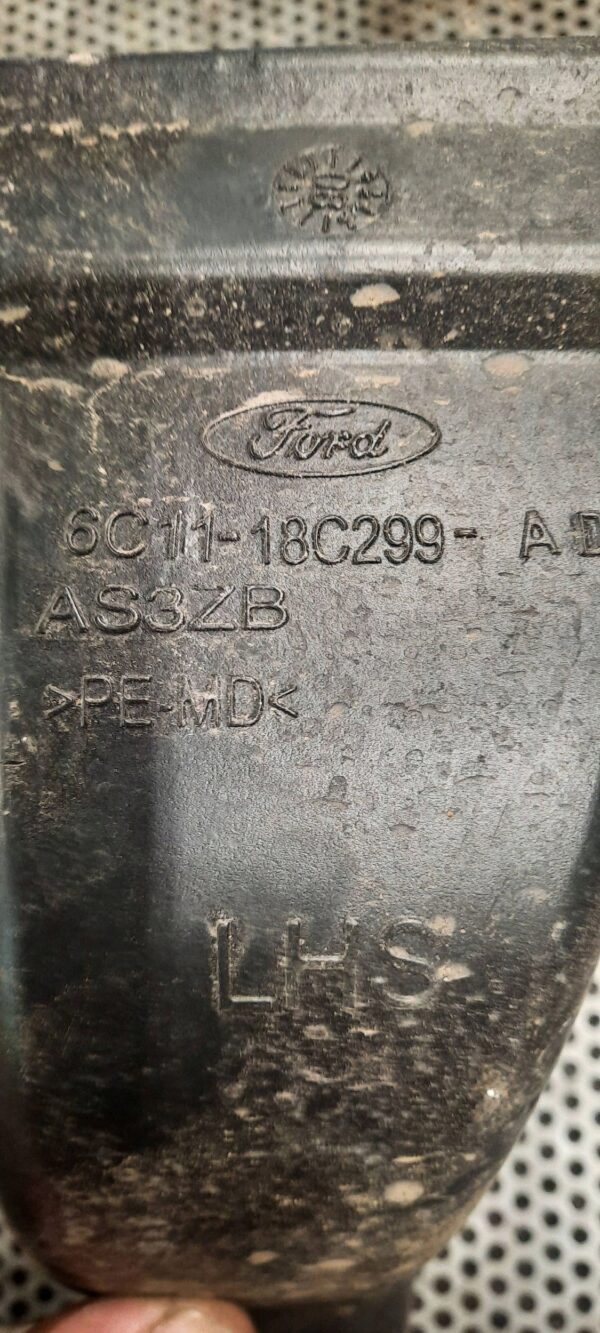 Ford
6C11-18C299- AD
AS3ZB
>PE-MD<
LHS